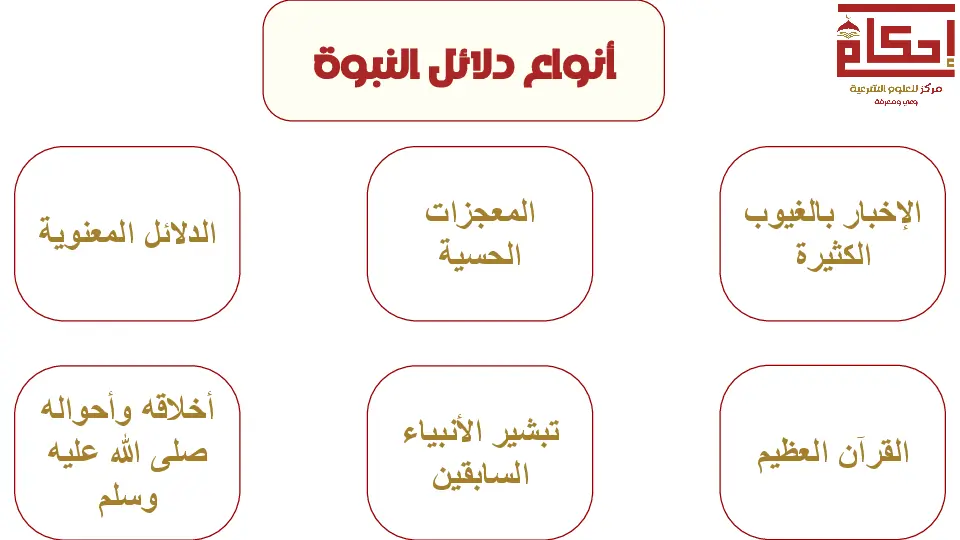 أنواع دلائل النبوة
إحكام
مركز للعلوم الشرعية
وعي ومعرفة
الإخبار بالغيوب
الكثيرة
المعجزات
الحسية
الدلائل المعنوية
القرآن العظيم
تبشير الأنبياء
السابقين
أخلاقه وأحواله
صلى الله عليه
وسلم